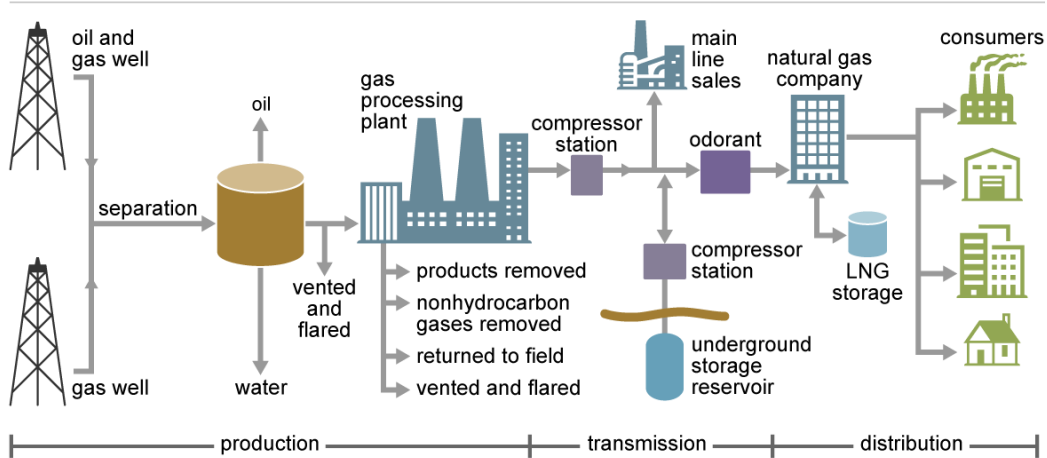 oil and
gas well
separation
gas well
oil
water
vented
and
flared
gas
processing
plant
products removed
nonhydrocarbon
gases removed
returned to field
vented and flared
compressor
station
main
line
sales
odorant
compressor
station
underground
storage
reservoir
natural gas
company
LNG
storage
consumers
production
transmission
distribution